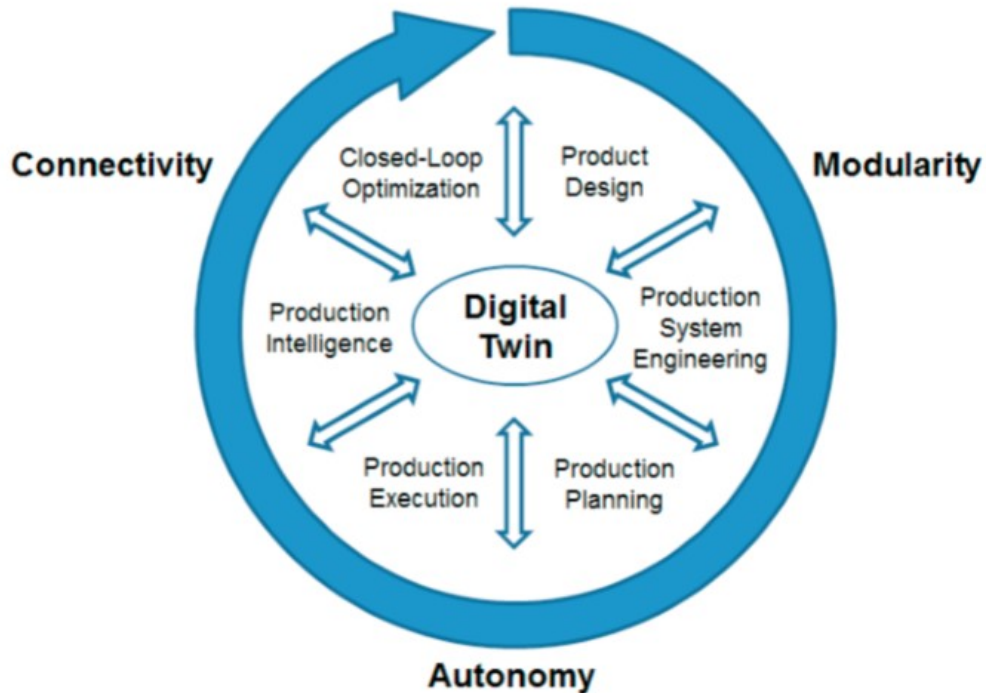 Connectivity
Modularity
Closed-Loop
Optimization
Product
Design
Production
Intelligence
Digital
Twin
Production
System
Engineering
Production
Execution
Production
Planning
Autonomy